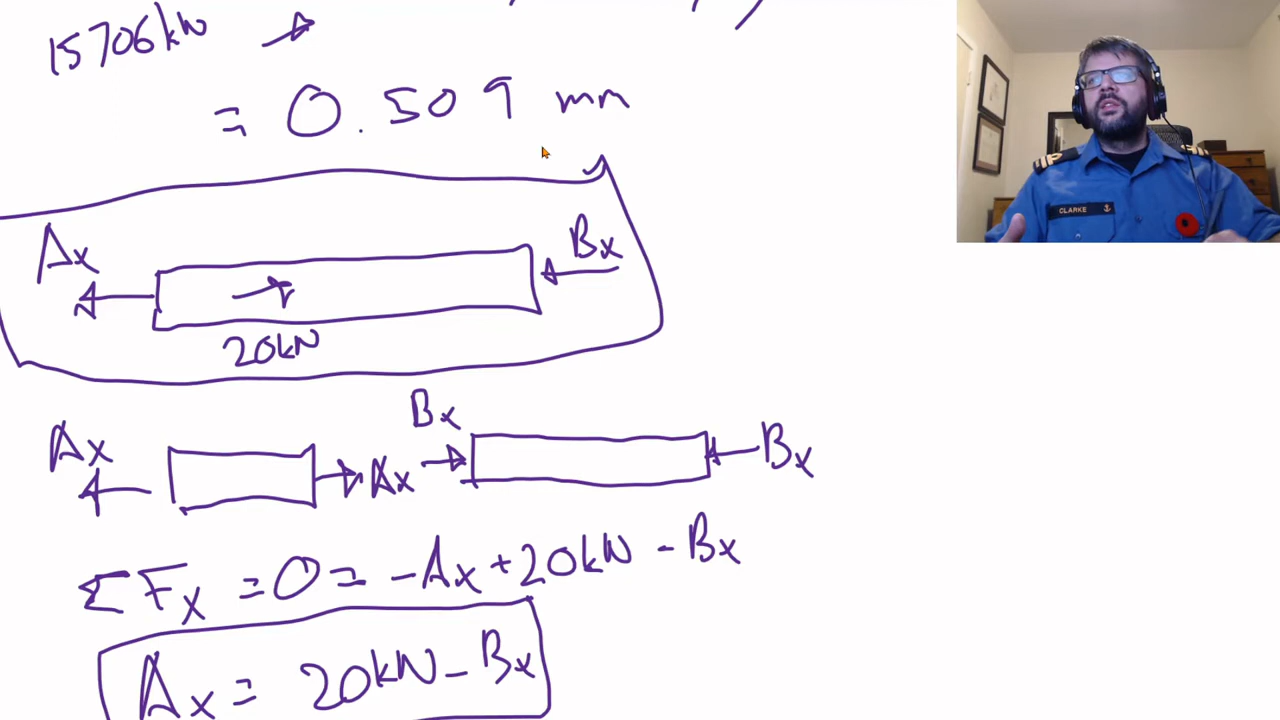 15706kN
= 0.509 mm
CLARKE
Ax
Bx
20kN
Bx
Ax
Ax
Bx
ΣFx = 0 = -Ax + 20kN - Bx
Ax = 20kN - Bx